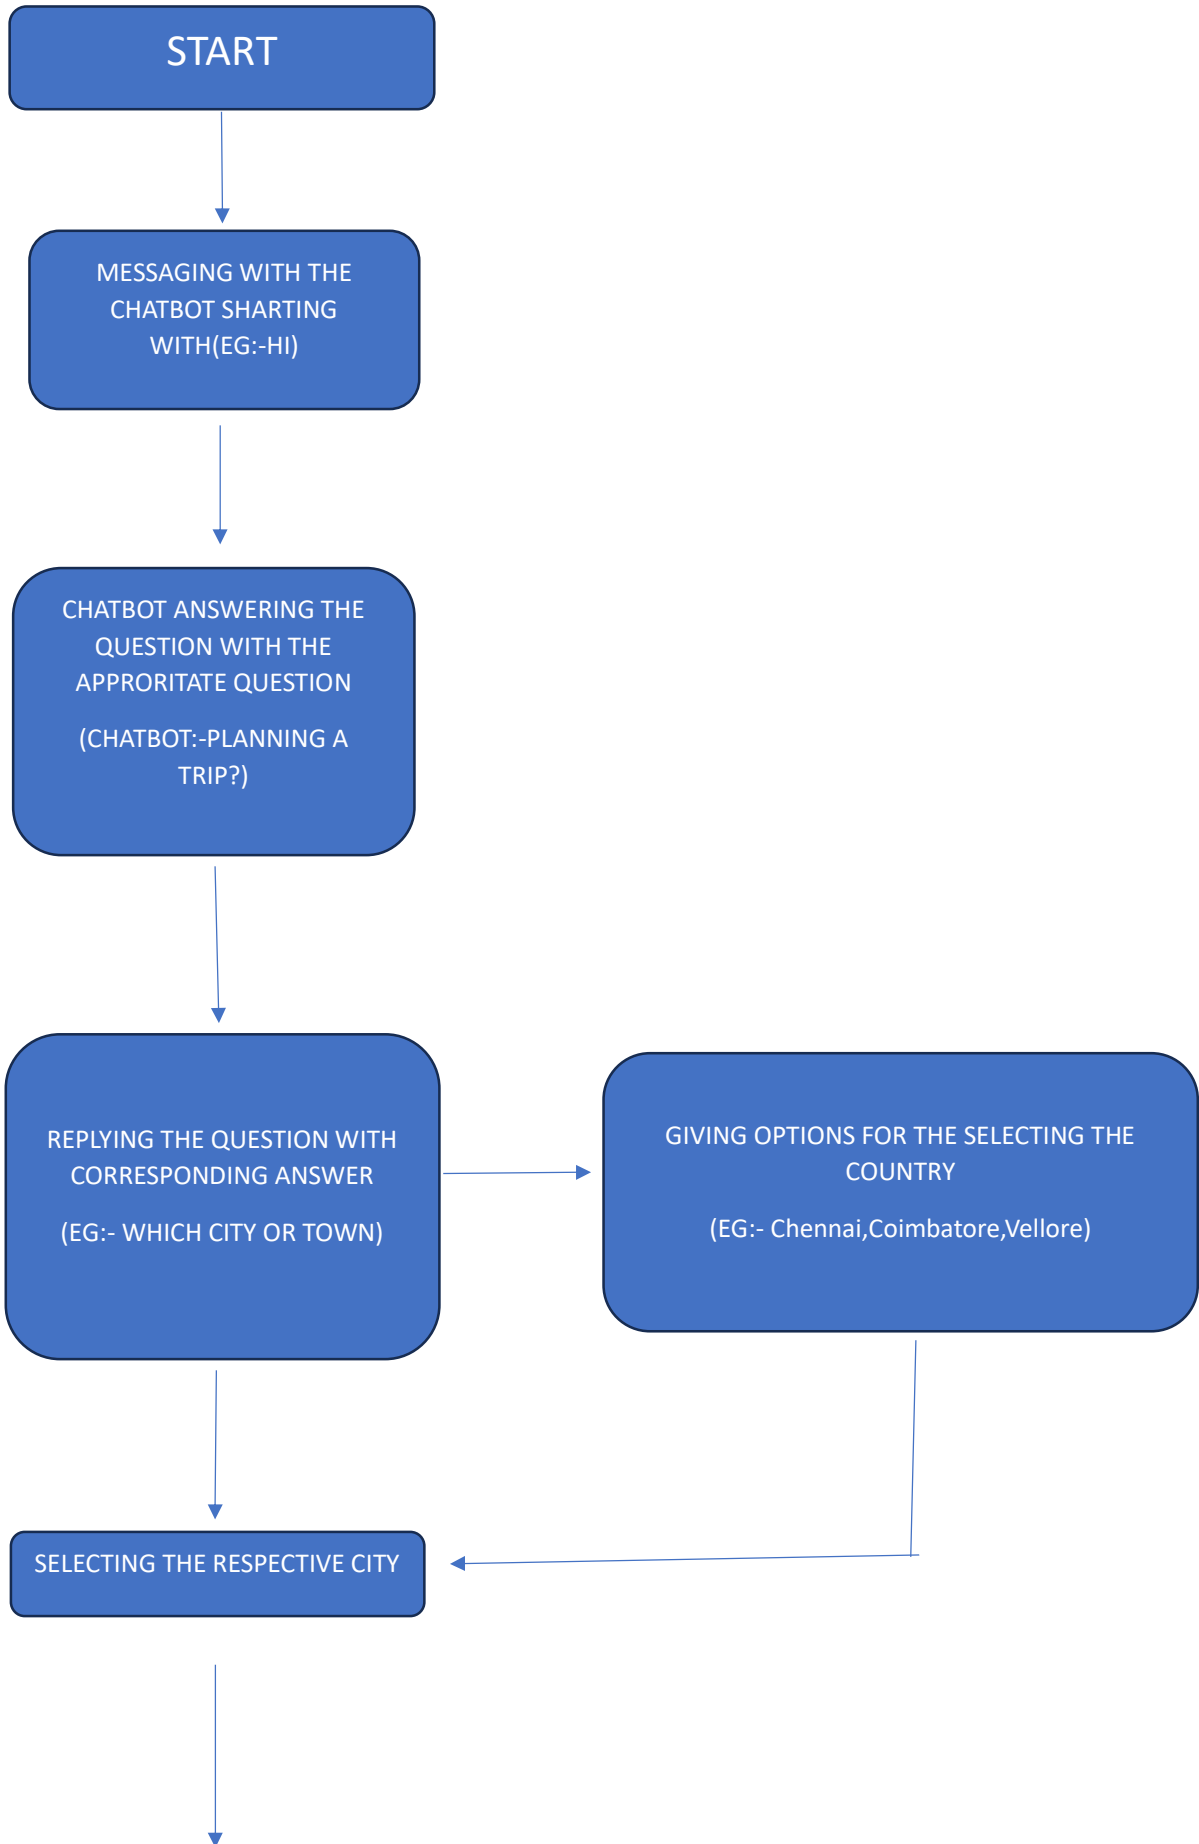 START
MESSAGING WITH THE
CHATBOT SHARTING
WITH(EG:-HI)
CHATBOT ANSWERING THE
QUESTION WITH THE
APPRORITATE QUESTION
(CHATBOT:-PLANNING A
TRIP?)
REPLYING THE QUESTION WITH
CORRESPONDING ANSWER
(EG:- WHICH CITY OR TOWN)
GIVING OPTIONS FOR THE SELECTING THE
COUNTRY
(EG:- Chennai,Coimbatore,Vellore)
SELECTING THE RESPECTIVE CITY